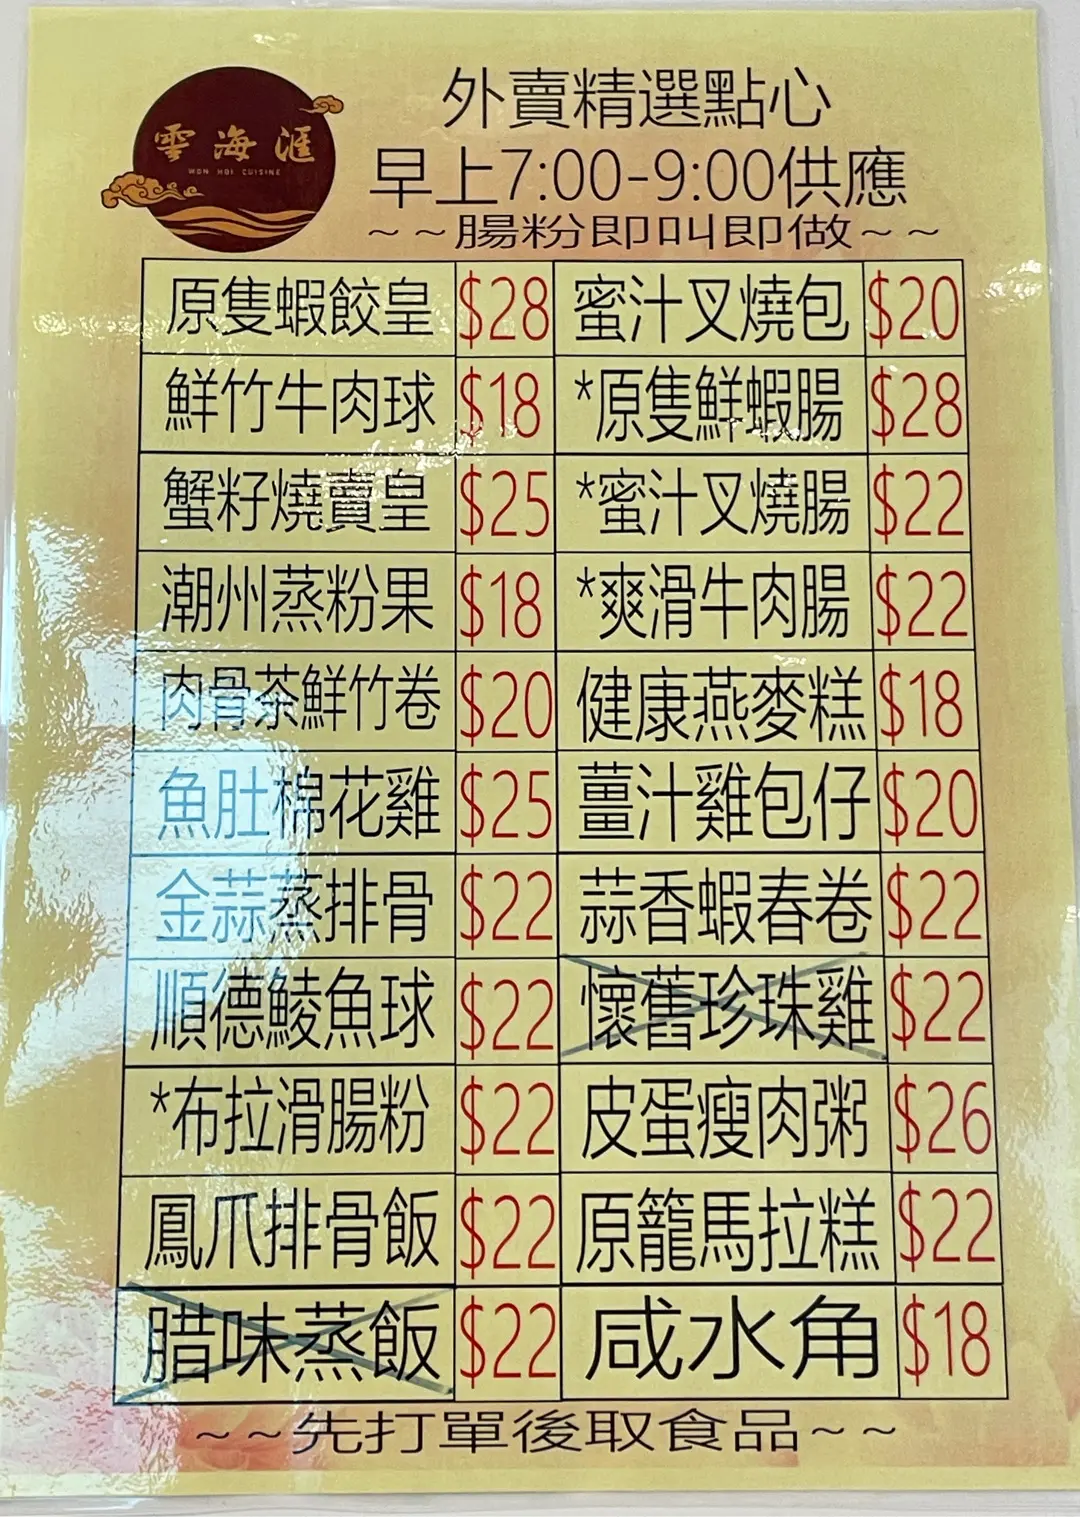 雲海滙
WAN HOI CUISINE
外賣精選點心
早上7:00-9:00供應
~~腸粉即叫即做~~
原隻蝦餃皇 $28 蜜汁叉燒包 $20
鮮竹牛肉球 $18 *原隻鮮蝦腸 $28
蟹籽燒賣皇 $25 *蜜汁叉燒腸 $22
潮州蒸粉果 $18 *爽滑牛肉腸 $22
肉骨茶鮮竹卷 $20 健康燕麥糕 $18
魚肚棉花雞 $25 薑汁雞包仔 $20
金蒜蒸排骨 $22 蒜香蝦春卷 $22
順德鯪魚球 $22 懷舊珍珠雞 $22
*布拉滑腸粉 $22 皮蛋瘦肉粥 $26
鳳爪排骨飯 $22 原籠馬拉糕 $22
腊味蒸飯 $22 咸水角 $18
~~先打單後取食品~~